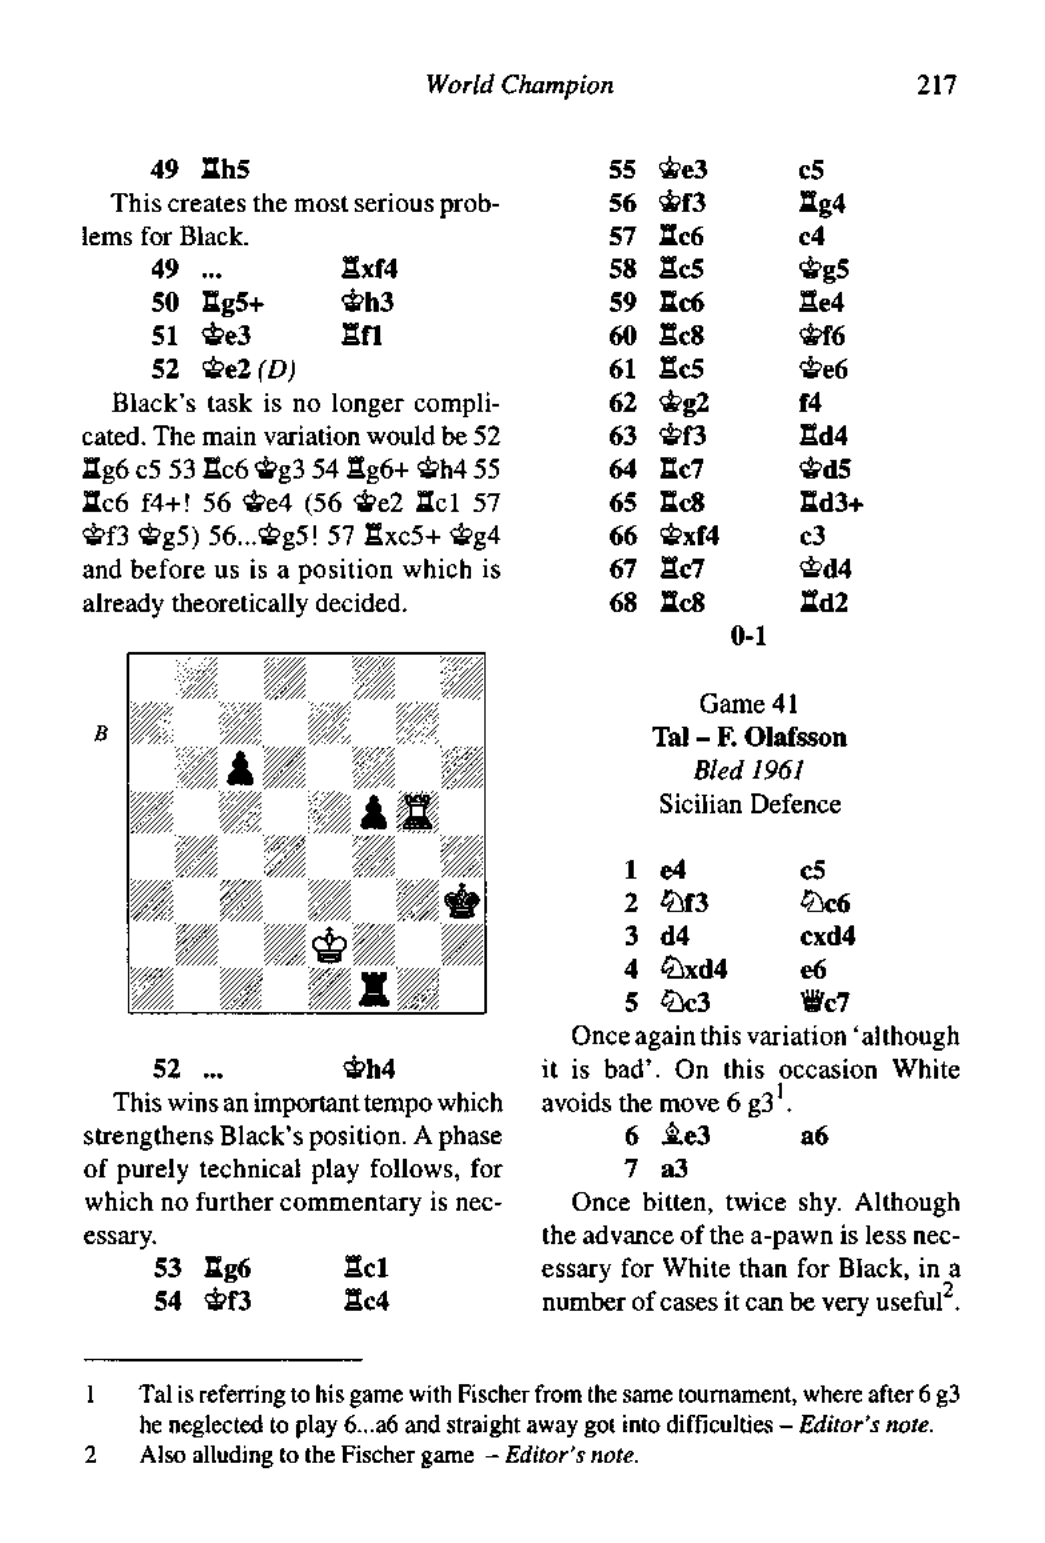 World Champion 217
49 ♖h5
This creates the most serious prob-
lems for Black.
49 ... ♖xf4
50 ♖g5+ ♔h3
51 ♔e3 ♖f1
52 ♔e2 (D)
Black's task is no longer compli-
cated. The main variation would be 52
♖g6 c5 53 ♖c6 ♔g3 54 ♖g6+ ♔h4 55
♖c6 f4+! 56 ♔e4 (56 ♔e2 ♖c1 57
♔f3 ♔g5) 56...♔g5! 57 ♖xc5+ ♔g4
and before us is a position which is
already theoretically decided.
B
52 ... ♔h4
This wins an important tempo which
strengthens Black's position. A phase
of purely technical play follows, for
which no further commentary is nec-
essary.
53 ♖g6 ♖c1
54 ♔f3 ♖c4
55 ♔e3 c5
56 ♔f3 ♖g4
57 ♖c6 c4
58 ♖c5 ♔g5
59 ♖c6 ♖e4
60 ♖c8 ♔f6
61 ♖c5 ♔e6
62 ♔g2 f4
63 ♔f3 ♖d4
64 ♖c7 ♔d5
65 ♖c8 ♖d3+
66 ♔xf4 c3
67 ♖c7 ♔d4
68 ♖c8 ♖d2
0-1
Game 41
Tal – F. Olafsson
Bled 1961
Sicilian Defence
1 e4 c5
2 ♘f3 ♘c6
3 d4 cxd4
4 ♘xd4 e6
5 ♘c3 ♕c7
Once again this variation 'although
it is bad'. On this occasion White
avoids the move 6 g3¹.
6 ♗e3 a6
7 a3
Once bitten, twice shy. Although
the advance of the a-pawn is less nec-
essary for White than for Black, in a
number of cases it can be very useful².
1 Tal is referring to his game with Fischer from the same tournament, where after 6 g3
he neglected to play 6...a6 and straight away got into difficulties – Editor's note.
2 Also alluding to the Fischer game – Editor's note.